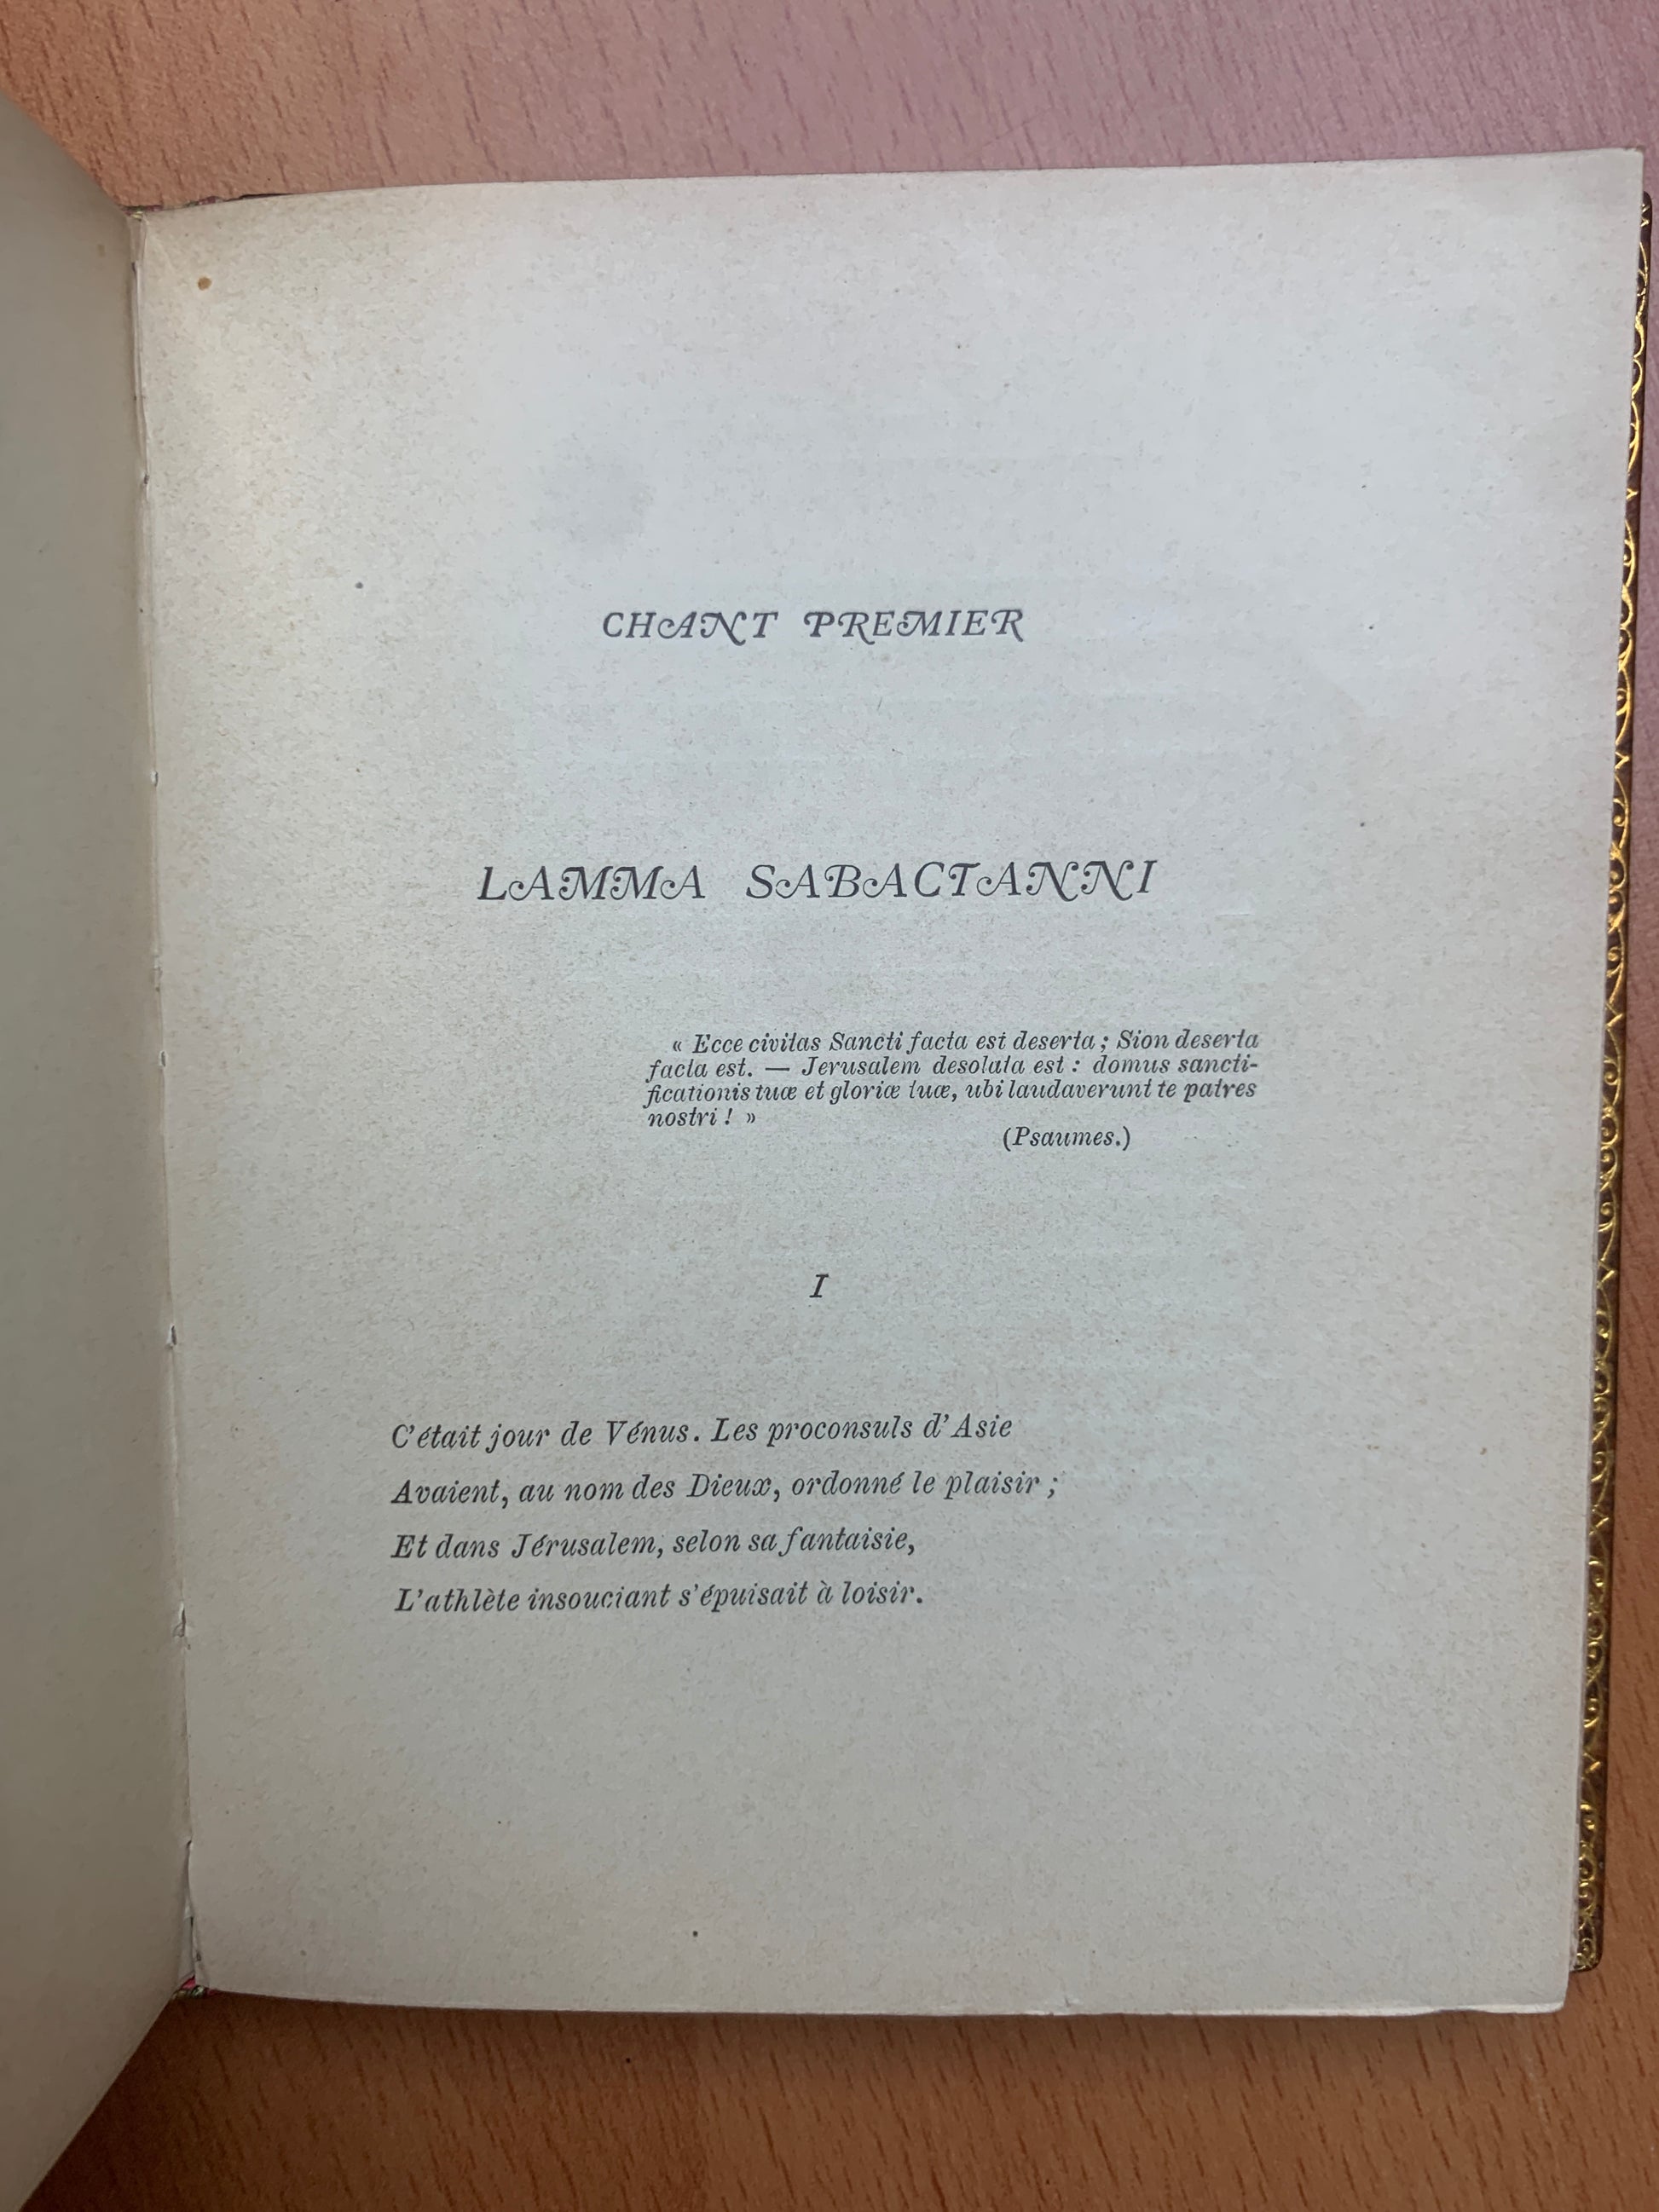 CHANT PREMIER
LAMMA SABACTANNI
« Ecce civitas Sancti facta est deserta ; Sion deserta
facta est. — Jerusalem desolata est : domus sancti-
ficationis tuæ et gloriæ tuæ, ubi laudaverunt te patres
nostri ! »
(Psaumes.)
I
C'était jour de Vénus. Les proconsuls d'Asie
Avaient, au nom des Dieux, ordonné le plaisir ;
Et dans Jérusalem, selon sa fantaisie,
L'athlète insouciant s'épuisait à loisir.